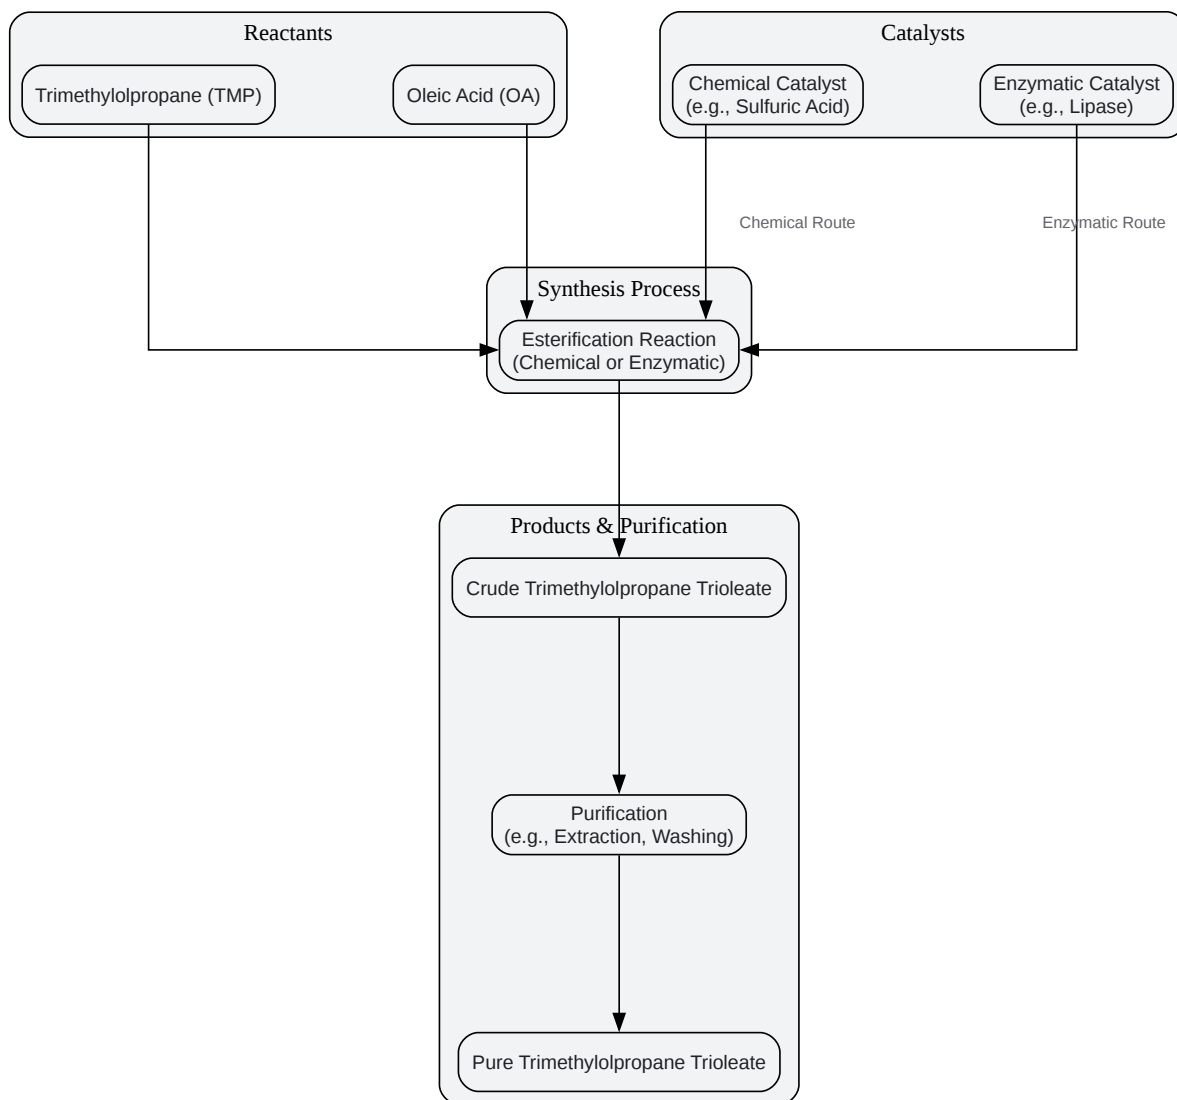 Reactants
Catalysts
Trimethylolpropane (TMP)
Oleic Acid (OA)
Chemical Catalyst
(e.g., Sulfuric Acid)
Enzymatic Catalyst
(e.g., Lipase)
Chemical Route
Enzymatic Route
Synthesis Process
Esterification Reaction
(Chemical or Enzymatic)
Products & Purification
Crude Trimethylolpropane Trioleate
Purification
(e.g., Extraction, Washing)
Pure Trimethylolpropane Trioleate